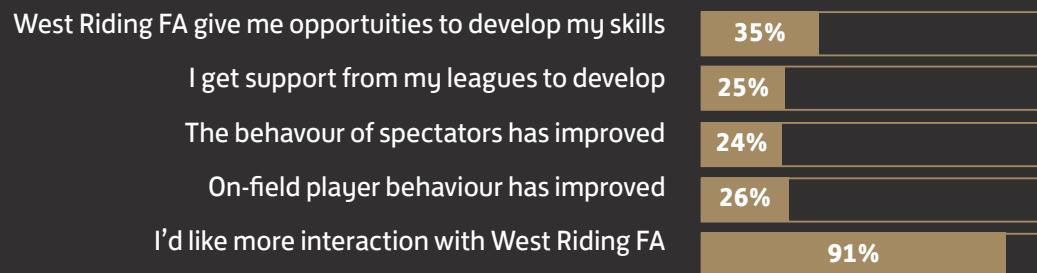 West Riding FA give me opportuities to develop my skills 35%
I get support from my leagues to develop 25%
The behavour of spectators has improved 24%
On-field player behaviour has improved 26%
I'd like more interaction with West Riding FA 91%